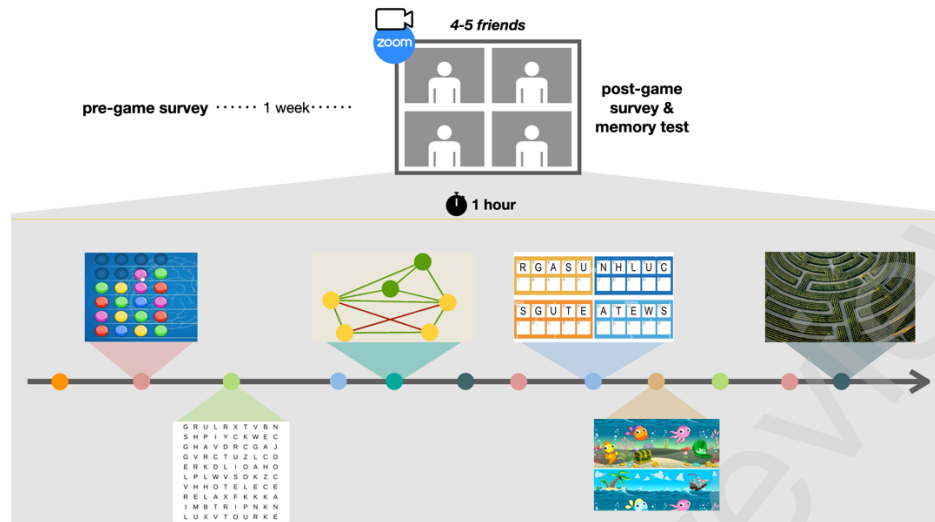 4-5 friends
zoom
pre-game survey ······ 1 week······
post-game
survey &
memory test
1 hour
R G A S U N H L U C
S G U T E A T E W S
G R U L R X T V B N
S H P I Y C K W E C
G H A V D R C G A J
G V R C T U Z L C D
E R K D L I O A H O
L P L W V S O K Z C
V H H O T E L E C E
R E L A X F K K K A
I M B T R I P N K N
L U X V T O U R K E